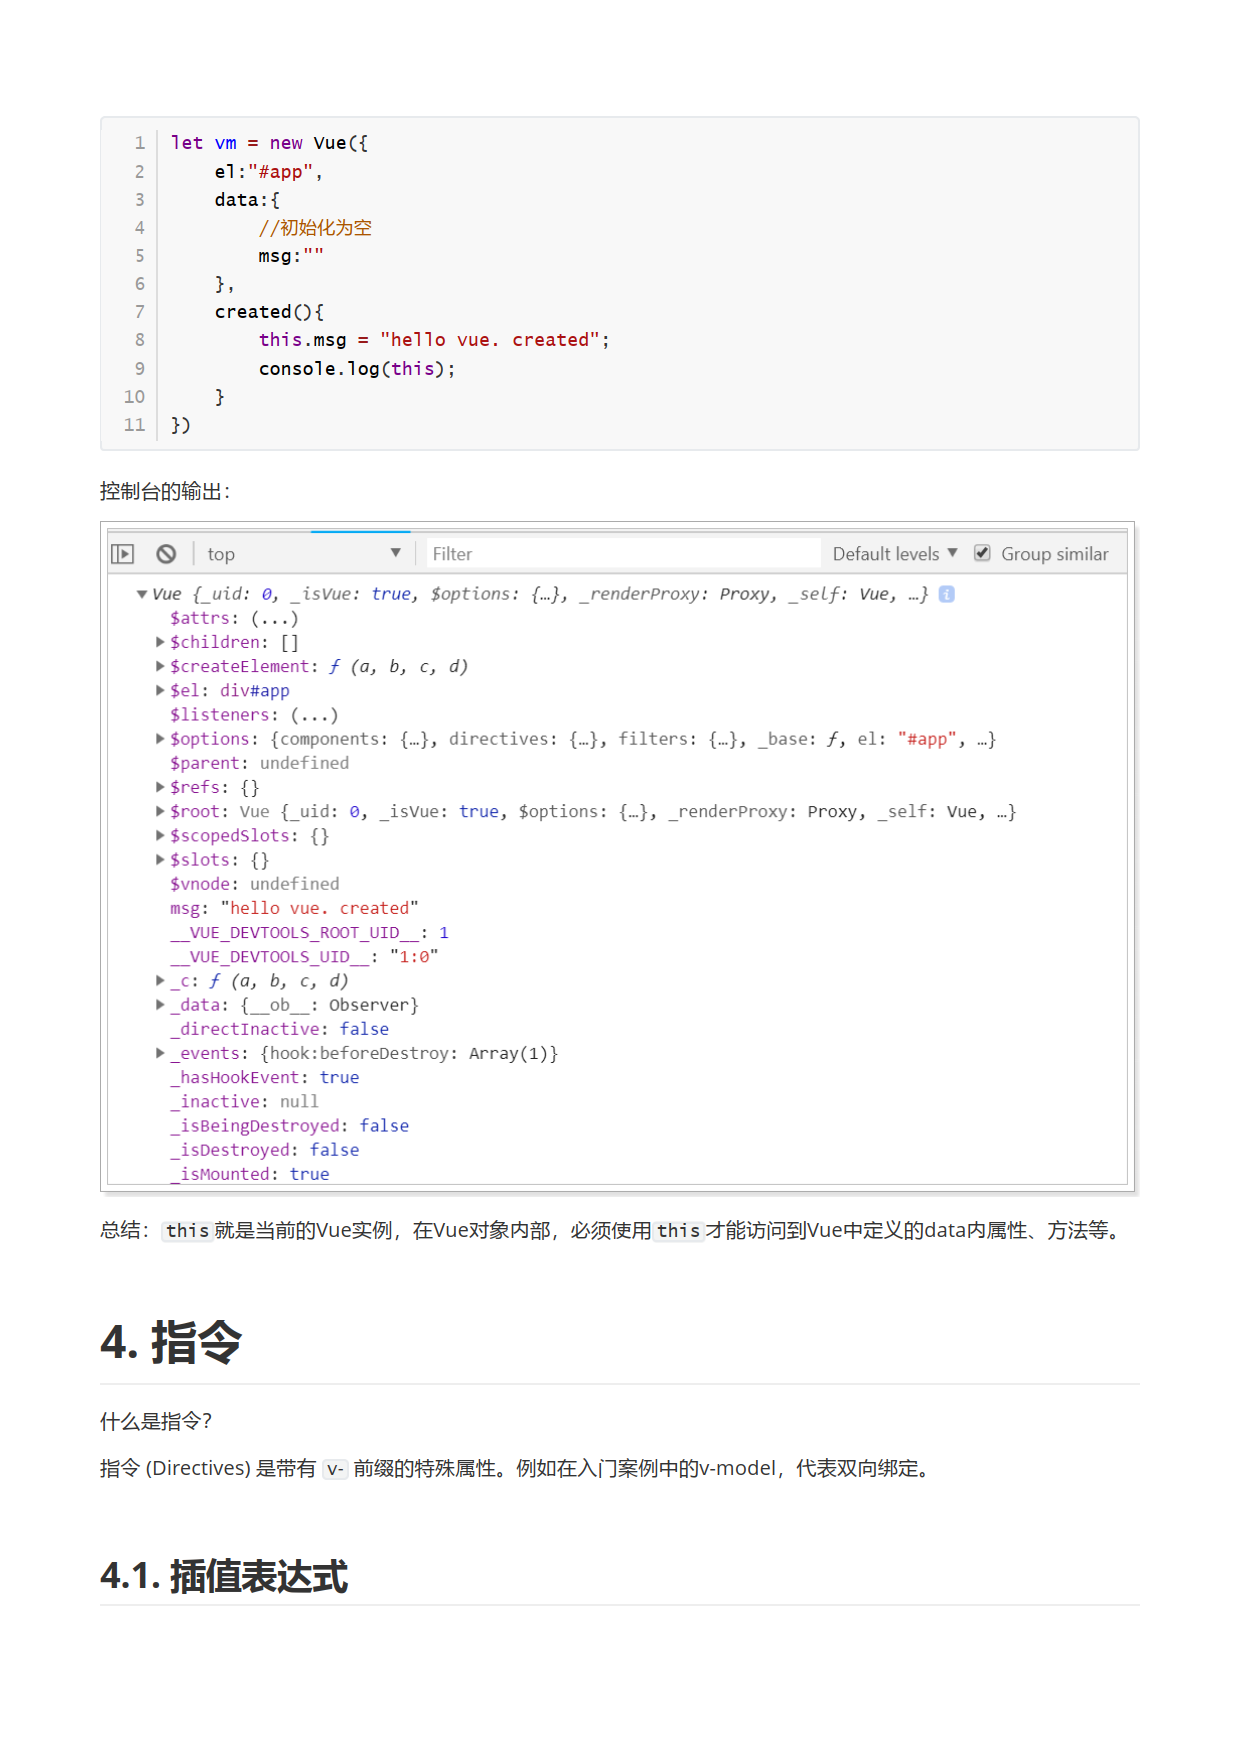 1 let vm = new Vue({
2     el:"#app",
3     data:{
4         //初始化为空
5         msg:""
6     },
7     created(){
8         this.msg = "hello vue. created";
9         console.log(this);
10     }
11 })
控制台的输出：
top ▼ Filter Default levels ▼ Group similar
▼Vue {_uid: 0, _isVue: true, $options: {…}, _renderProxy: Proxy, _self: Vue, …} i
$attrs: (...)
▶$children: []
▶$createElement: ƒ (a, b, c, d)
▶$el: div#app
$listeners: (...)
▶$options: {components: {…}, directives: {…}, filters: {…}, _base: ƒ, el: "#app", …}
$parent: undefined
▶$refs: {}
▶$root: Vue {_uid: 0, _isVue: true, $options: {…}, _renderProxy: Proxy, _self: Vue, …}
▶$scopedSlots: {}
▶$slots: {}
$vnode: undefined
msg: "hello vue. created"
__VUE_DEVTOOLS_ROOT_UID__: 1
__VUE_DEVTOOLS_UID__: "1:0"
▶_c: ƒ (a, b, c, d)
▶_data: {__ob__: Observer}
_directInactive: false
▶_events: {hook:beforeDestroy: Array(1)}
_hasHookEvent: true
_inactive: null
_isBeingDestroyed: false
_isDestroyed: false
_isMounted: true
总结：this就是当前的Vue实例，在Vue对象内部，必须使用this才能访问到Vue中定义的data内属性、方法等。
4. 指令
什么是指令？
指令 (Directives) 是带有 v- 前缀的特殊属性。例如在入门案例中的v-model，代表双向绑定。
4.1. 插值表达式